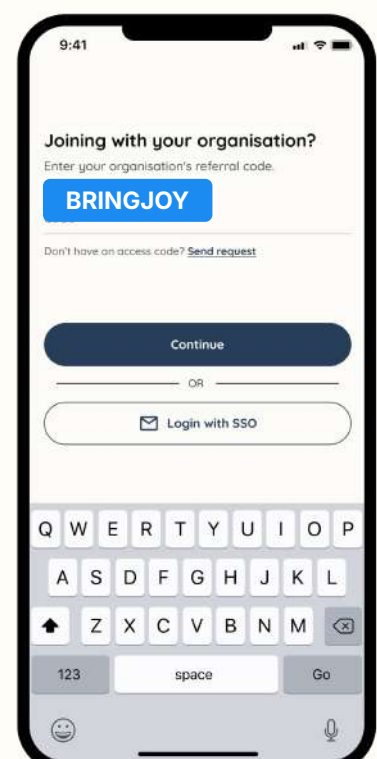 9:41
Joining with your organisation?
Enter your organisation's referral code.
BRINGJOY
Don't have an access code? Send request
Continue
OR
Login with SSO
Q W E R T Y U I O P
A S D F G H J K L
Z X C V B N M
123 space Go